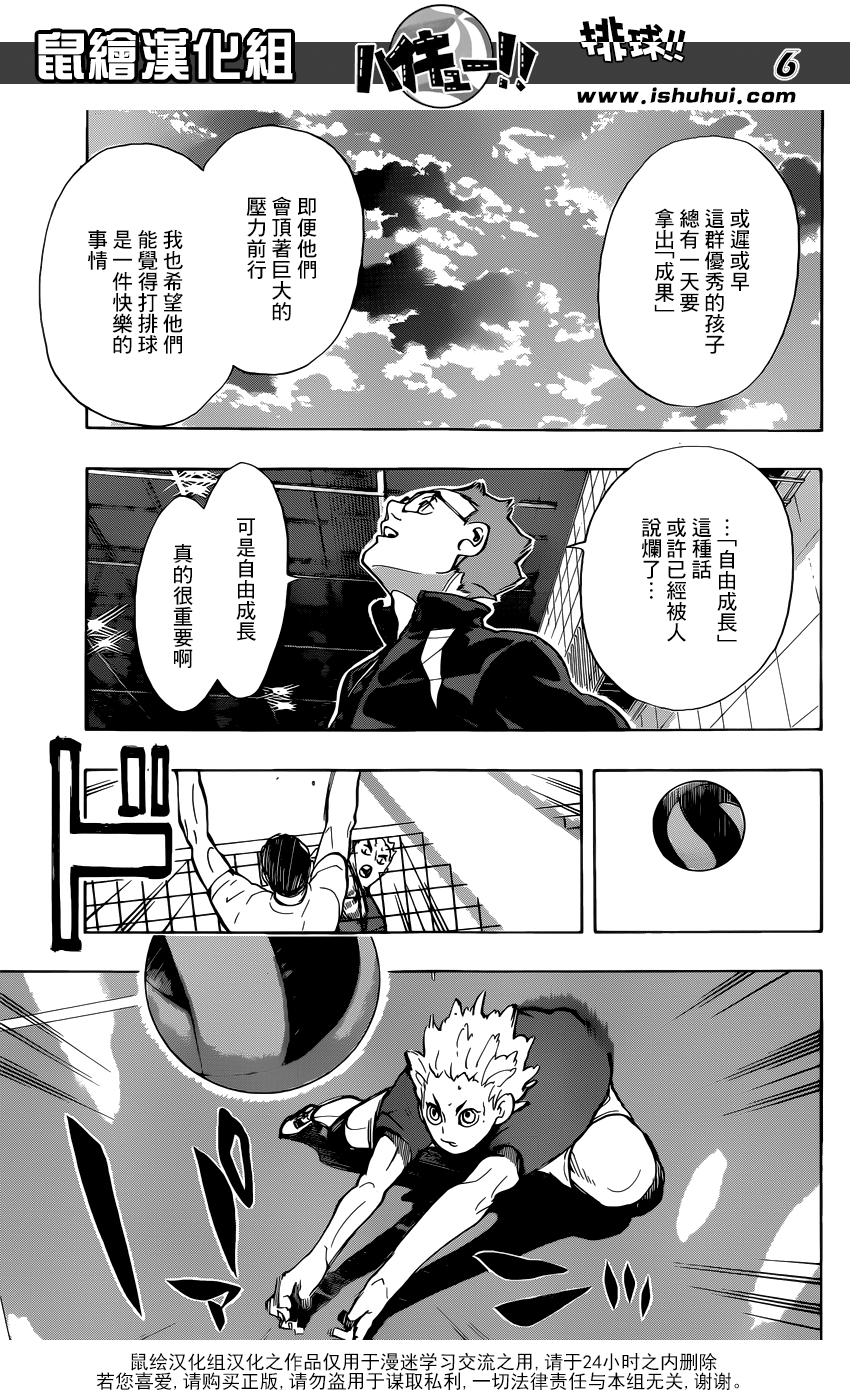 鼠繪漢化組
ハイキュー!!
排球!!
6
www.ishuhui.com
或遲或早
這群優秀的孩子
總有一天要
拿出「成果」
即便他們
會頂著巨大的
壓力前行
我也希望他們
能覺得打排球
是一件快樂的
事情
…「自由成長」
這種話
或許已經被人
說爛了…
可是自由成長
真的很重要啊
ド
鼠绘汉化组汉化之作品仅用于漫迷学习交流之用,请于24小时之内删除
若您喜爱,请购买正版,请勿盗用于谋取私利,一切法律责任与本组无关,谢谢。